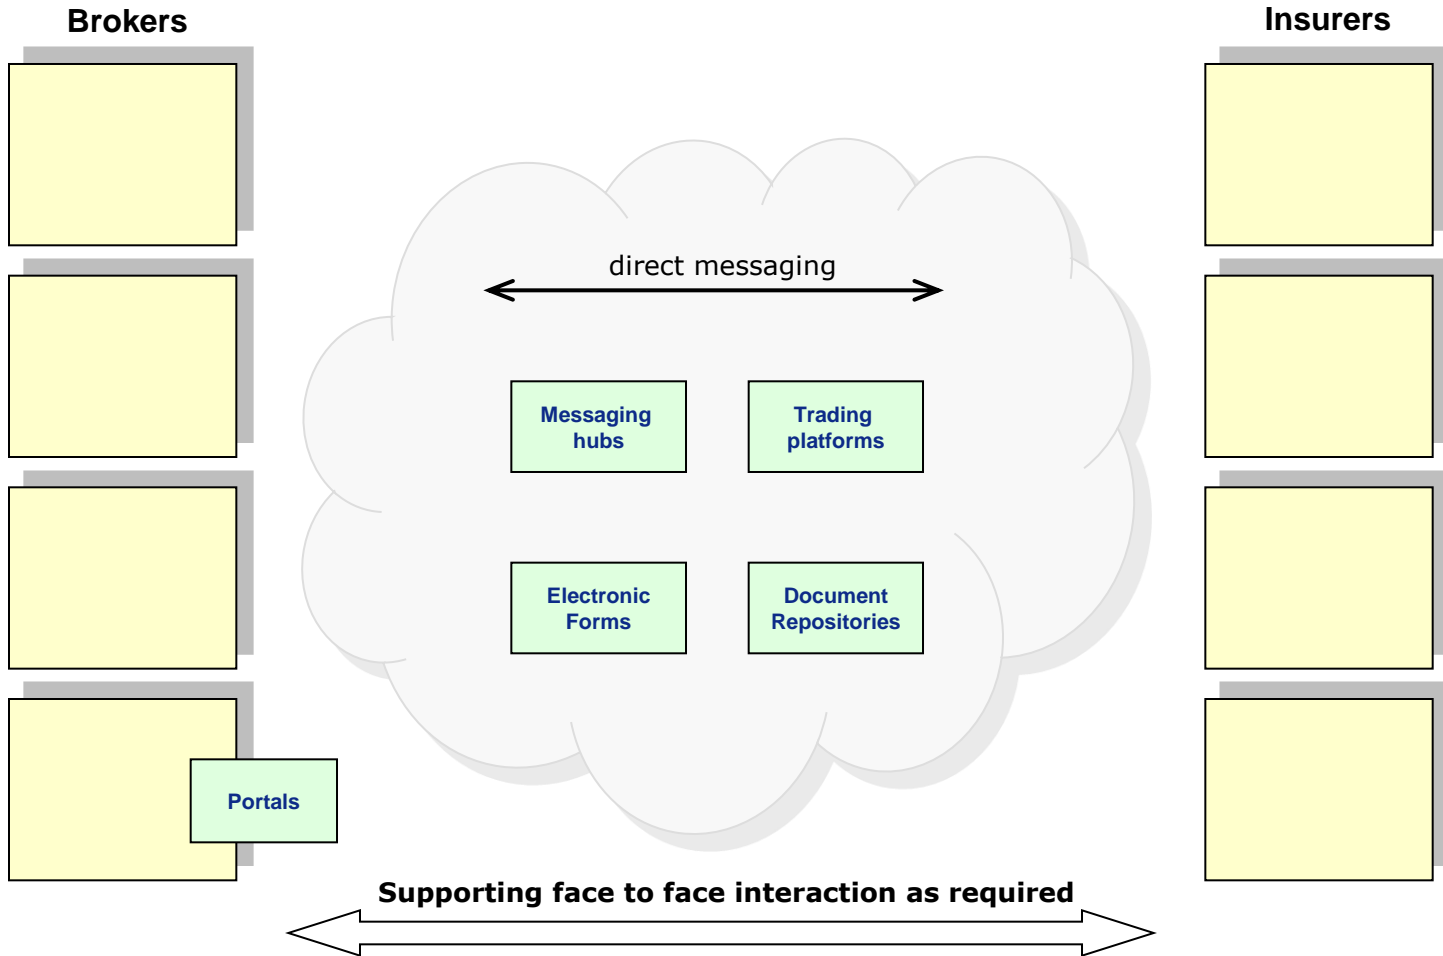 Brokers
Insurers
direct messaging
Messaging
hubs
Trading
platforms
Electronic
Forms
Document
Repositories
Portals
Supporting face to face interaction as required